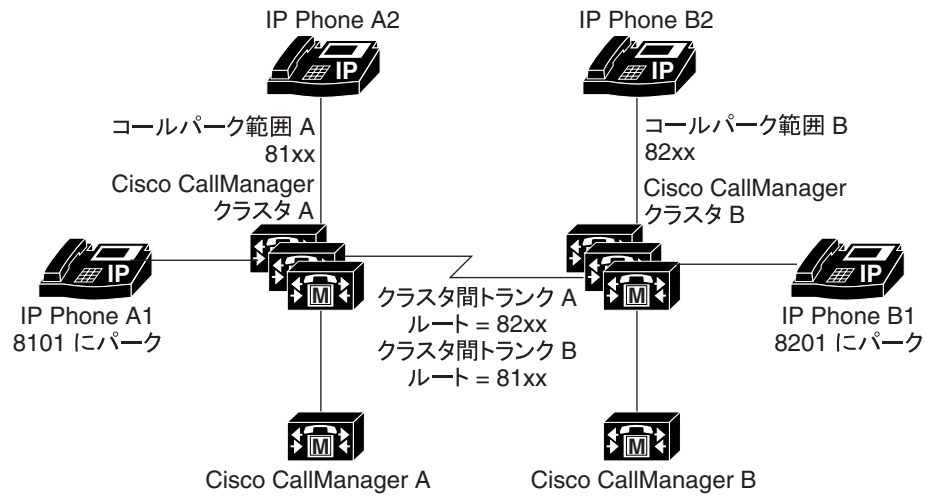 IP Phone A2
IP Phone B2
IP
IP
コールパーク範囲 A
81xx
コールパーク範囲 B
82xx
Cisco CallManager
クラスタ A
Cisco CallManager
クラスタ B
IP
M
M
IP
IP Phone A1
8101 にパーク
クラスタ間トランク A
ルート = 82xx
クラスタ間トランク B
ルート = 81xx
IP Phone B1
8201 にパーク
M
M
Cisco CallManager A
Cisco CallManager B